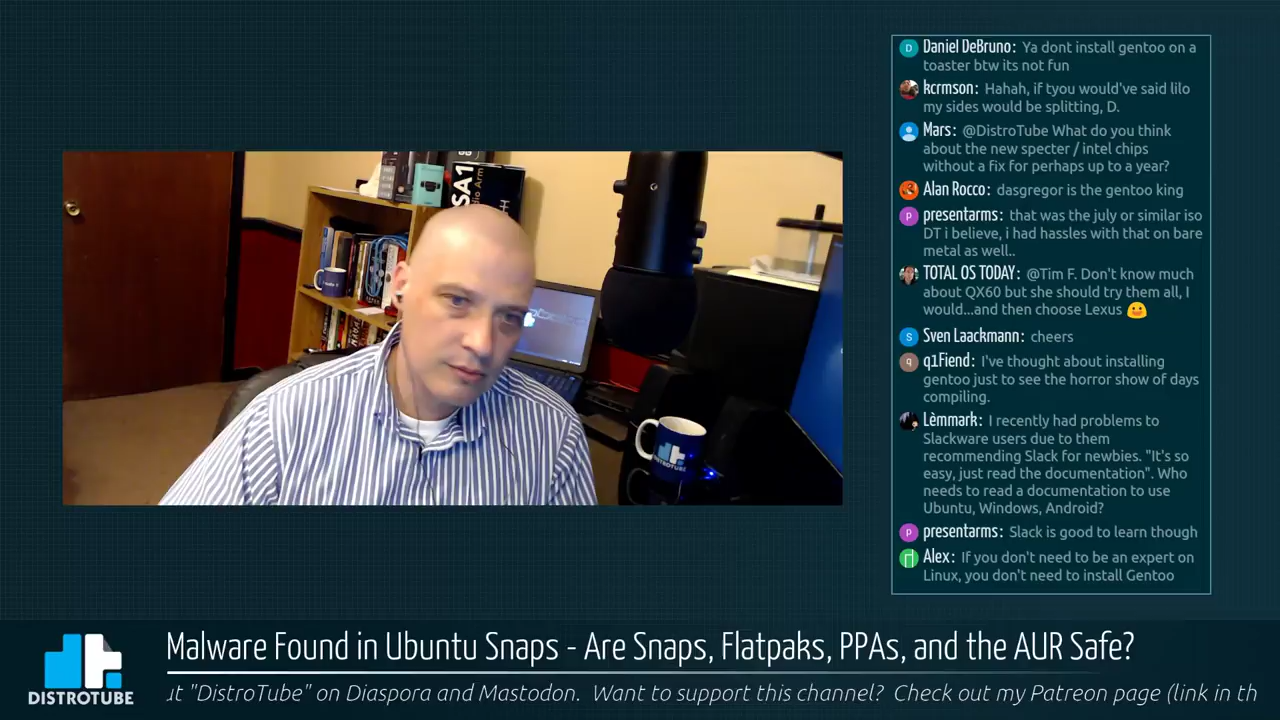 Daniel DeBruno: Ya dont install gentoo on a
toaster btw its not fun
kcrmson: Hahah, if tyou would've said lilo
my sides would be splitting, D.
Mars: @DistroTube What do you think
about the new specter / intel chips
without a fix for perhaps up to a year?
Alan Rocco: dasgregor is the gentoo king
presentarms: that was the july or similar iso
DT i believe, i had hassles with that on bare
metal as well..
TOTAL OS TODAY: @Tim F. Don't know much
about QX60 but she should try them all, I
would...and then choose Lexus
Sven Laackmann: cheers
q1Fiend: I've thought about installing
gentoo just to see the horror show of days
compiling.
Lèmmark: I recently had problems to
Slackware users due to them
recommending Slack for newbies. "It's so
easy, just read the documentation". Who
needs to read a documentation to use
Ubuntu, Windows, Android?
presentarms: Slack is good to learn though
Alex: If you don't need to be an expert on
Linux, you don't need to install Gentoo
SA1
DISTROTUBE
Malware Found in Ubuntu Snaps - Are Snaps, Flatpaks, PPAs, and the AUR Safe?
"DistroTube" on Diaspora and Mastodon. Want to support this channel? Check out my Patreon page (link in th
DISTROTUBE